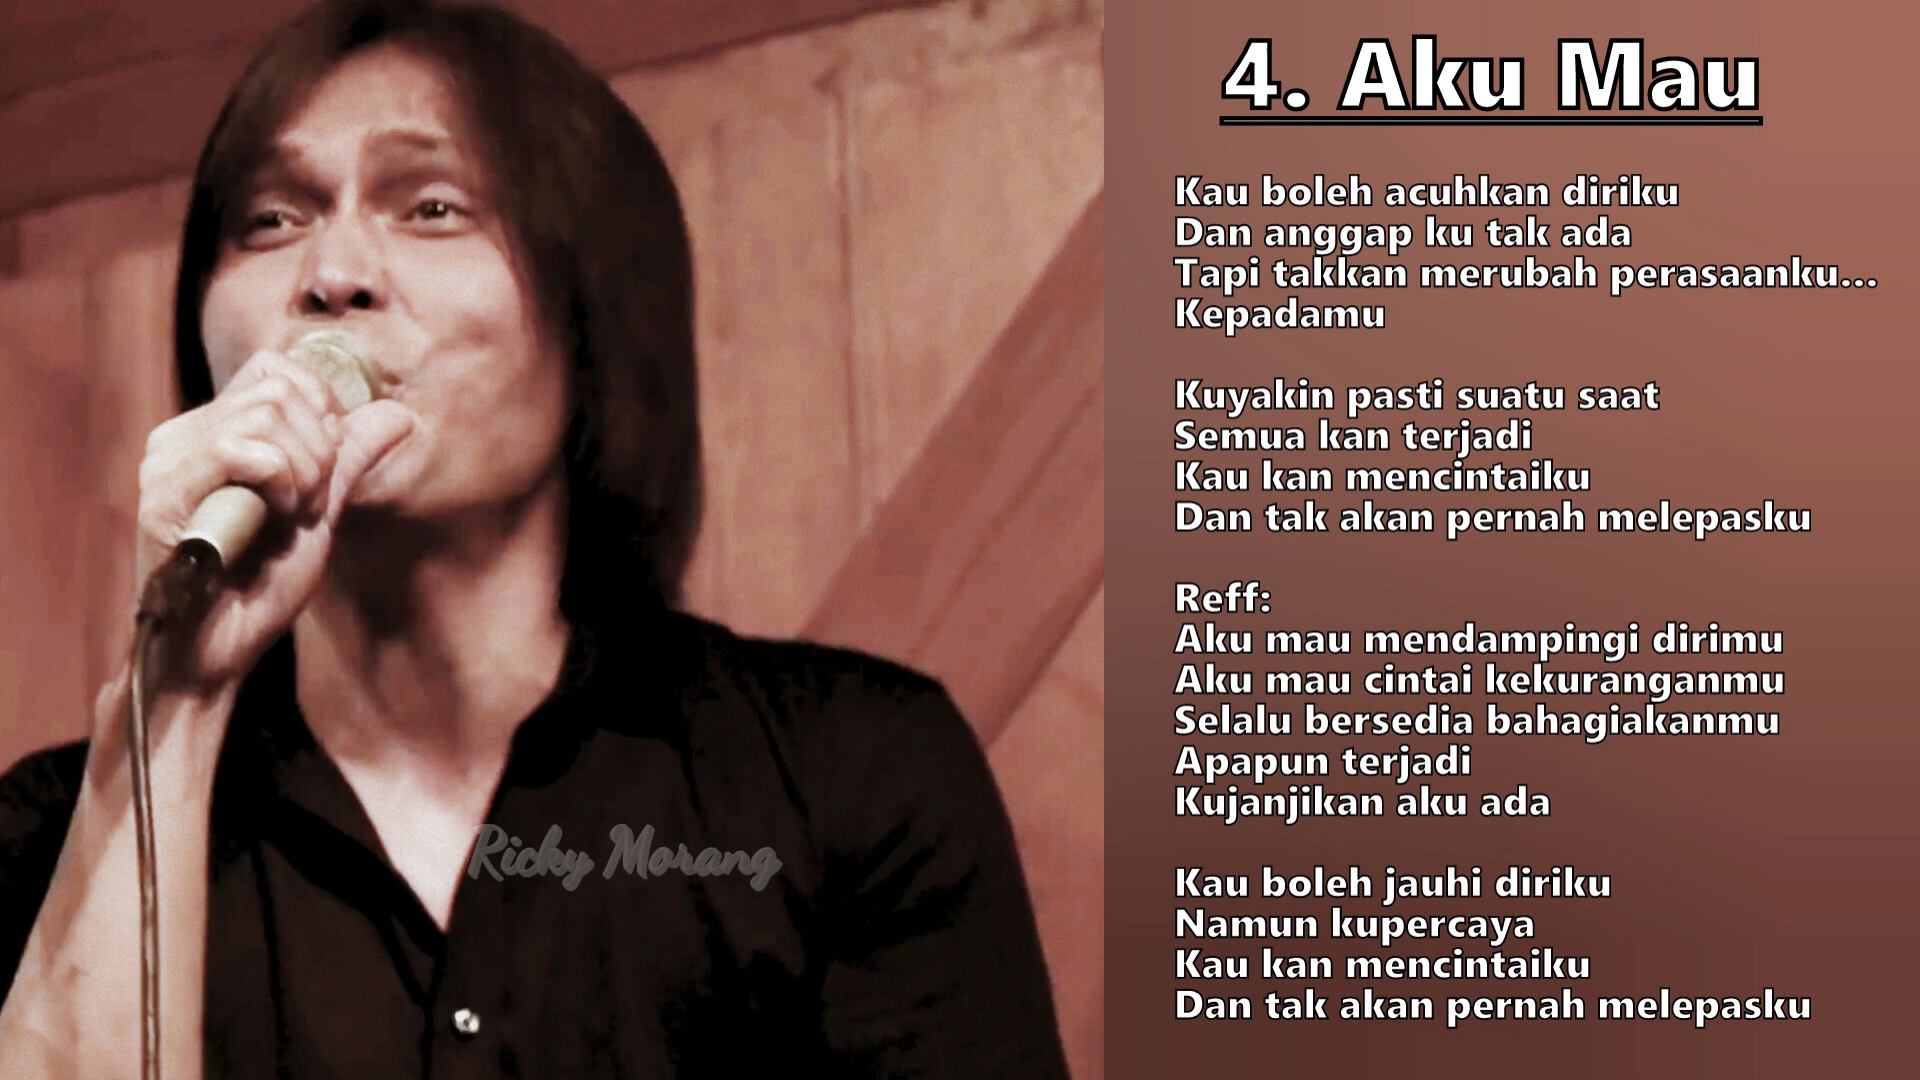 4. Aku Mau
Kau boleh acuhkan diriku
Dan anggap ku tak ada
Tapi takkan merubah perasaanku...
Kepadamu
Kuyakin pasti suatu saat
Semua kan terjadi
Kau kan mencintaiku
Dan tak akan pernah melepasku
Reff:
Aku mau mendampingi dirimu
Aku mau cintai kekuranganmu
Selalu bersedia bahagiakanmu
Apapun terjadi
Kujanjikan aku ada
Kau boleh jauhi diriku
Namun kupercaya
Kau kan mencintaiku
Dan tak akan pernah melepasku
Ricky Morang